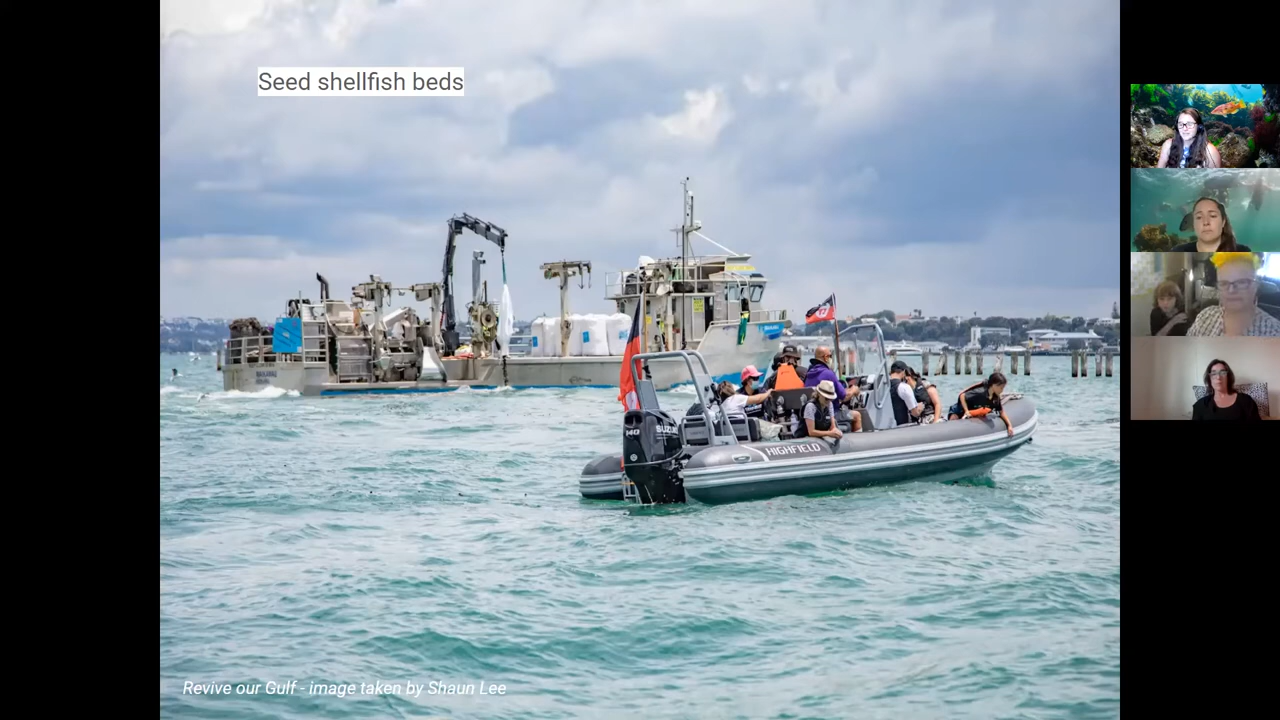 Seed shellfish beds
SUZUKI
140
HIGHFIELD
Revive our Gulf - image taken by Shaun Lee